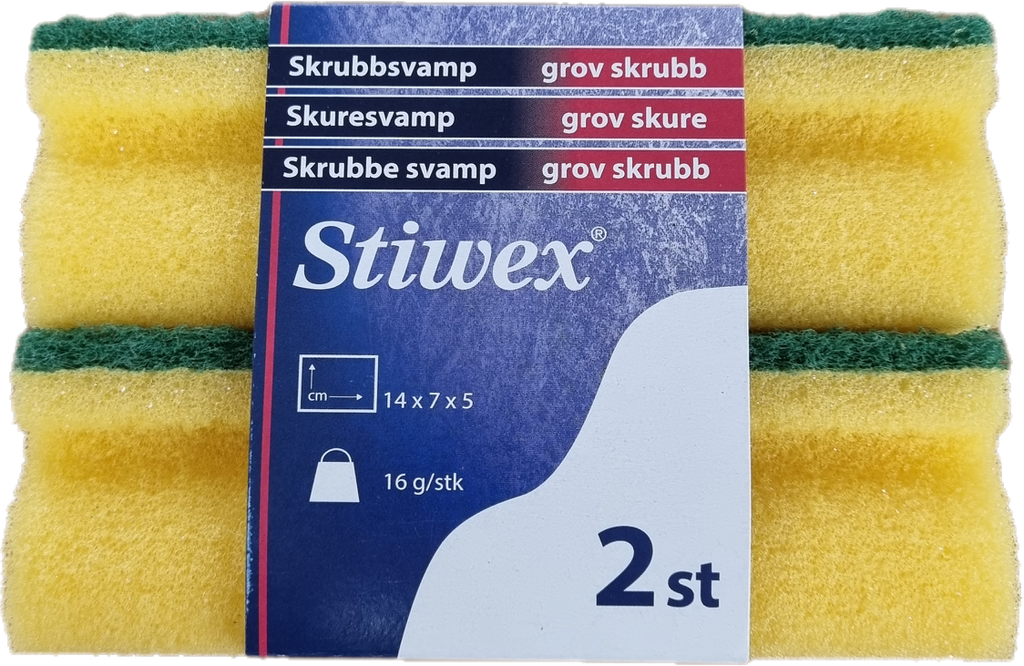 Skrubbsvamp grov skrubb
Skuresvamp grov skure
Skrubbe svamp grov skrubb
Stiwex®
cm 14 x 7 x 5
16 g/stk
2 st